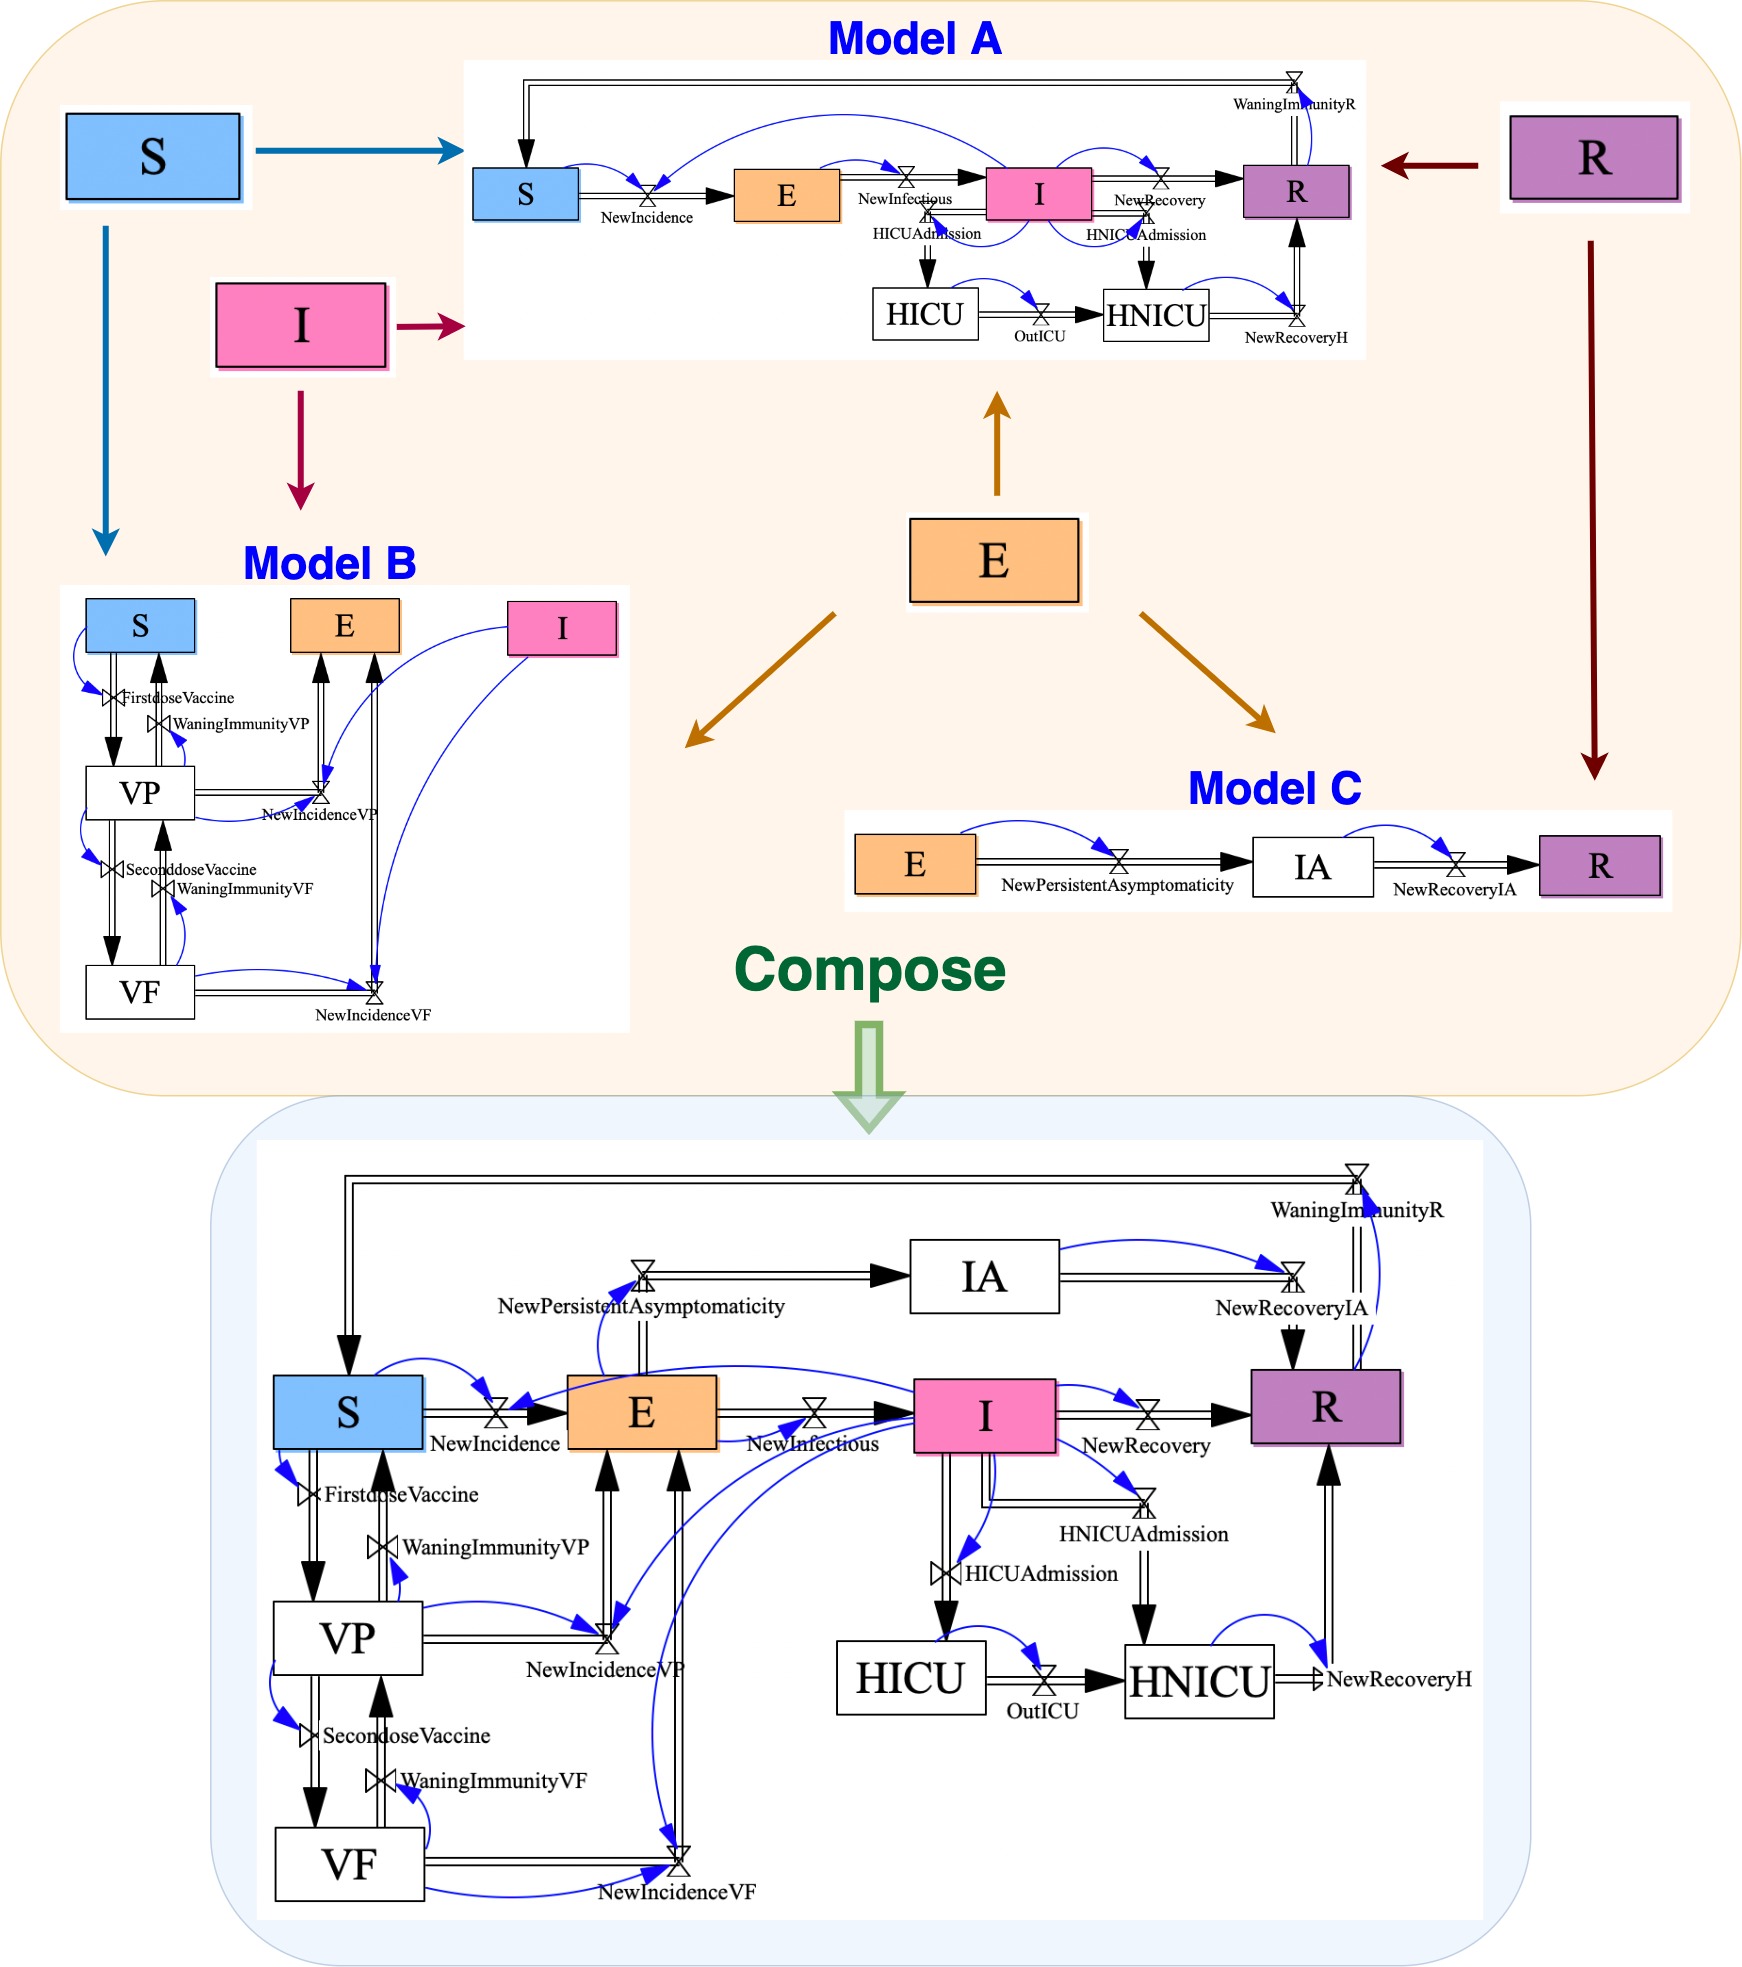 Model A
S
WaningImmunityR
R
S
NewIncidence
E
NewInfectious
I
NewRecovery
R
HICUAdmission
HNICUAdmission
I
HICU
OutICU
HNICU
NewRecoveryH
E
Model B
S
E
I
FirstdoseVaccine
WaningImmunityVP
VP
NewIncidenceVP
SeconddoseVaccine
WaningImmunityVF
VF
NewIncidenceVF
Model C
E
NewPersistentAsymptomaticity
IA
NewRecoveryIA
R
Compose
WaningImmunityR
IA
NewPersistentAsymptomaticity
NewRecoveryIA
S
NewIncidence
E
NewInfectious
I
NewRecovery
R
FirstdoseVaccine
WaningImmunityVP
HNICUAdmission
HICUAdmission
VP
NewIncidenceVP
HICU
OutICU
HNICU
NewRecoveryH
SecondoseVaccine
WaningImmunityVF
VF
NewIncidenceVF